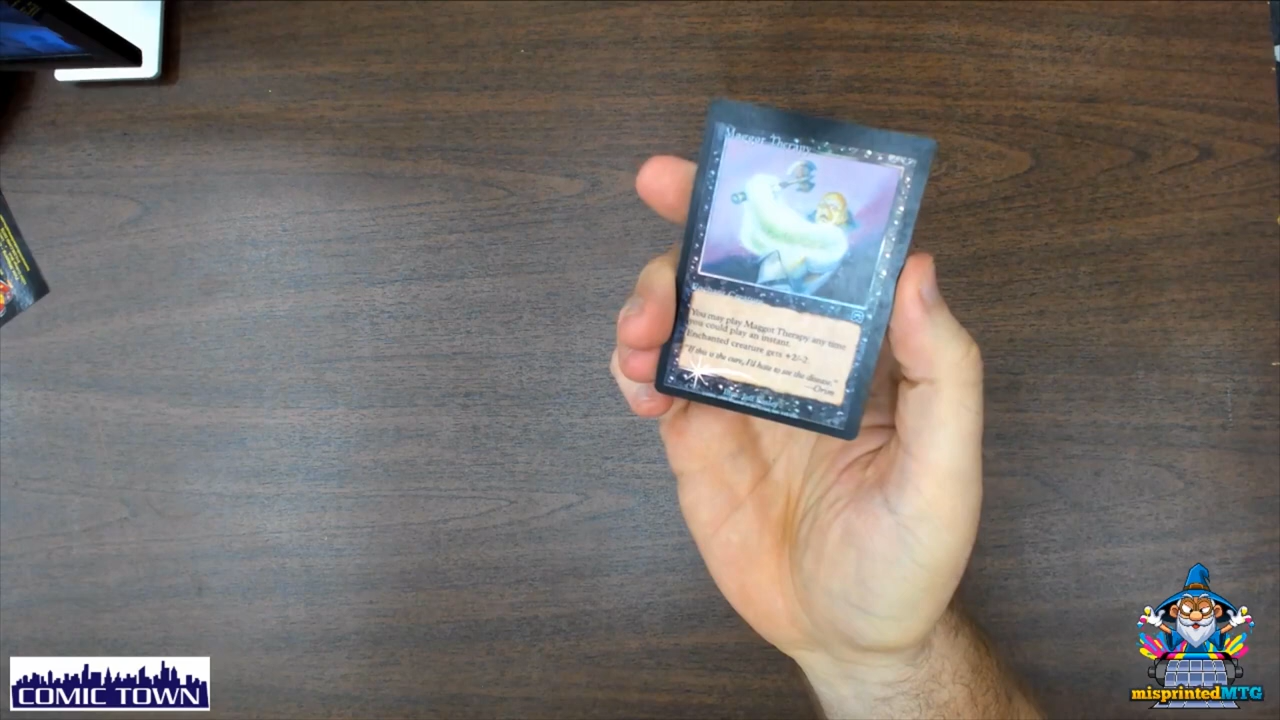 Maggot Therapy
You may play Maggot Therapy any time
you could play an instant.
Enchanted creature gets +2/-2.
"If this is the cure, I'd hate to see the disease."
—Orim
COMIC TOWN
misprintedMTG